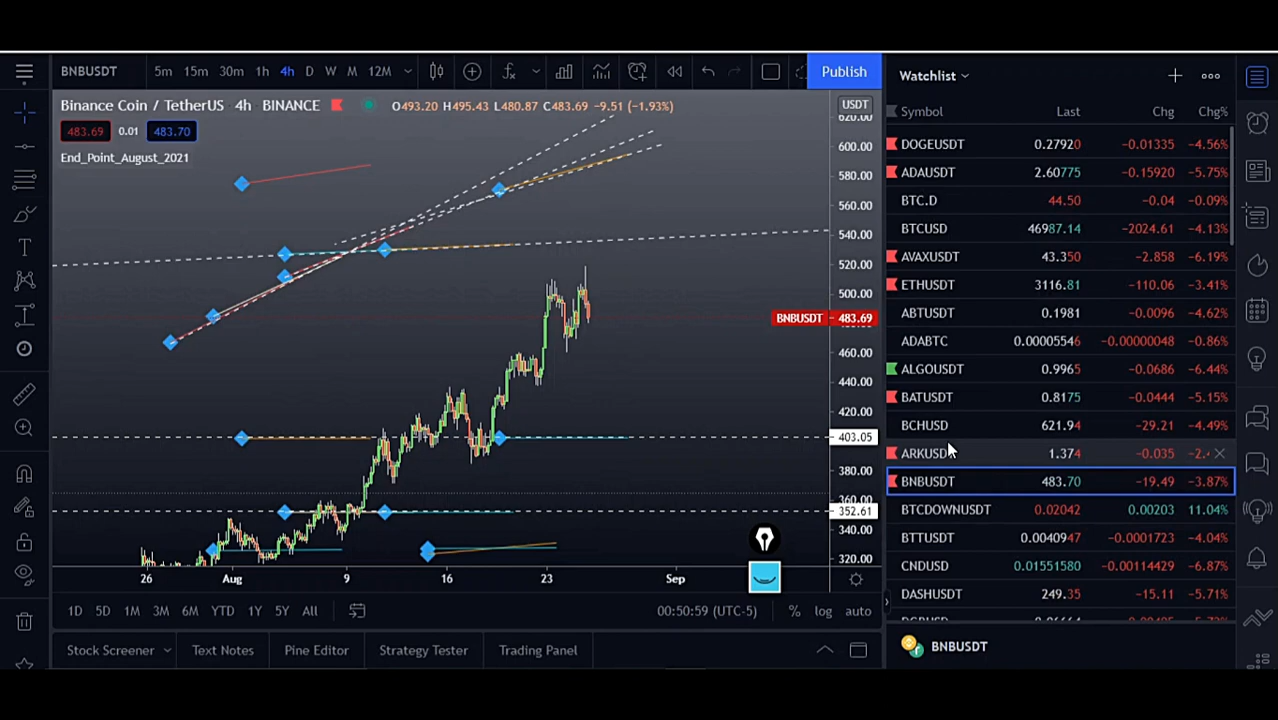 BNBUSDT 5m 15m 30m 1h 4h D W M 12M Publish
Binance Coin / TetherUS 4h BINANCE O493.20 H495.43 L480.87 C483.69 −9.51 (−1.93%) USDT
483.69 0.01 483.70
End_Point_August_2021
620.00
600.00
580.00
560.00
540.00
520.00
500.00
BNBUSDT 483.69
460.00
440.00
420.00
403.05
380.00
360.00
352.61
340.00
320.00
26 Aug 9 16 23 Sep
1D 5D 1M 3M 6M YTD 1Y 5Y All 00:50:59 (UTC-5) % log auto
Stock Screener Text Notes Pine Editor Strategy Tester Trading Panel
Watchlist
Symbol Last Chg Chg%
DOGEUSDT 0.27920 −0.01335 −4.56%
ADAUSDT 2.60775 −0.15920 −5.75%
BTC.D 44.50 −0.04 −0.09%
BTCUSD 46987.14 −2024.61 −4.13%
AVAXUSDT 43.350 −2.858 −6.19%
ETHUSDT 3116.81 −110.06 −3.41%
ABTUSDT 0.1981 −0.0096 −4.62%
ADABTC 0.00005546 −0.00000048 −0.86%
ALGOUSDT 0.9965 −0.0686 −6.44%
BATUSDT 0.8175 −0.0444 −5.15%
BCHUSD 621.94 −29.21 −4.49%
ARKUSD 1.374 −0.035
BNBUSDT 483.70 −19.49 −3.87%
BTCDOWNUSDT 0.02042 0.00203 11.04%
BTTUSDT 0.0040947 −0.0001723 −4.04%
CNDUSD 0.01551580 −0.00114429 −6.87%
DASHUSDT 249.35 −15.11 −5.71%
BNBUSDT